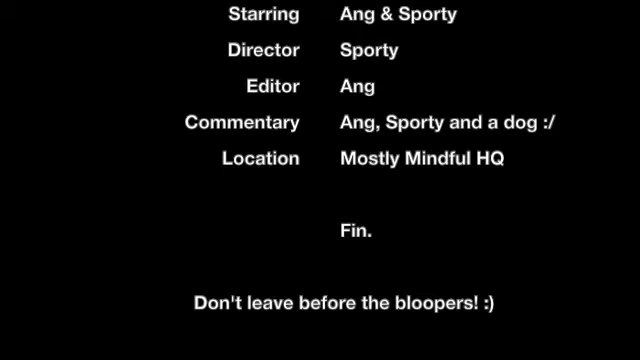 Starring Ang & Sporty
Director Sporty
Editor Ang
Commentary Ang, Sporty and a dog :/
Location Mostly Mindful HQ
Fin.
Don't leave before the bloopers! :)